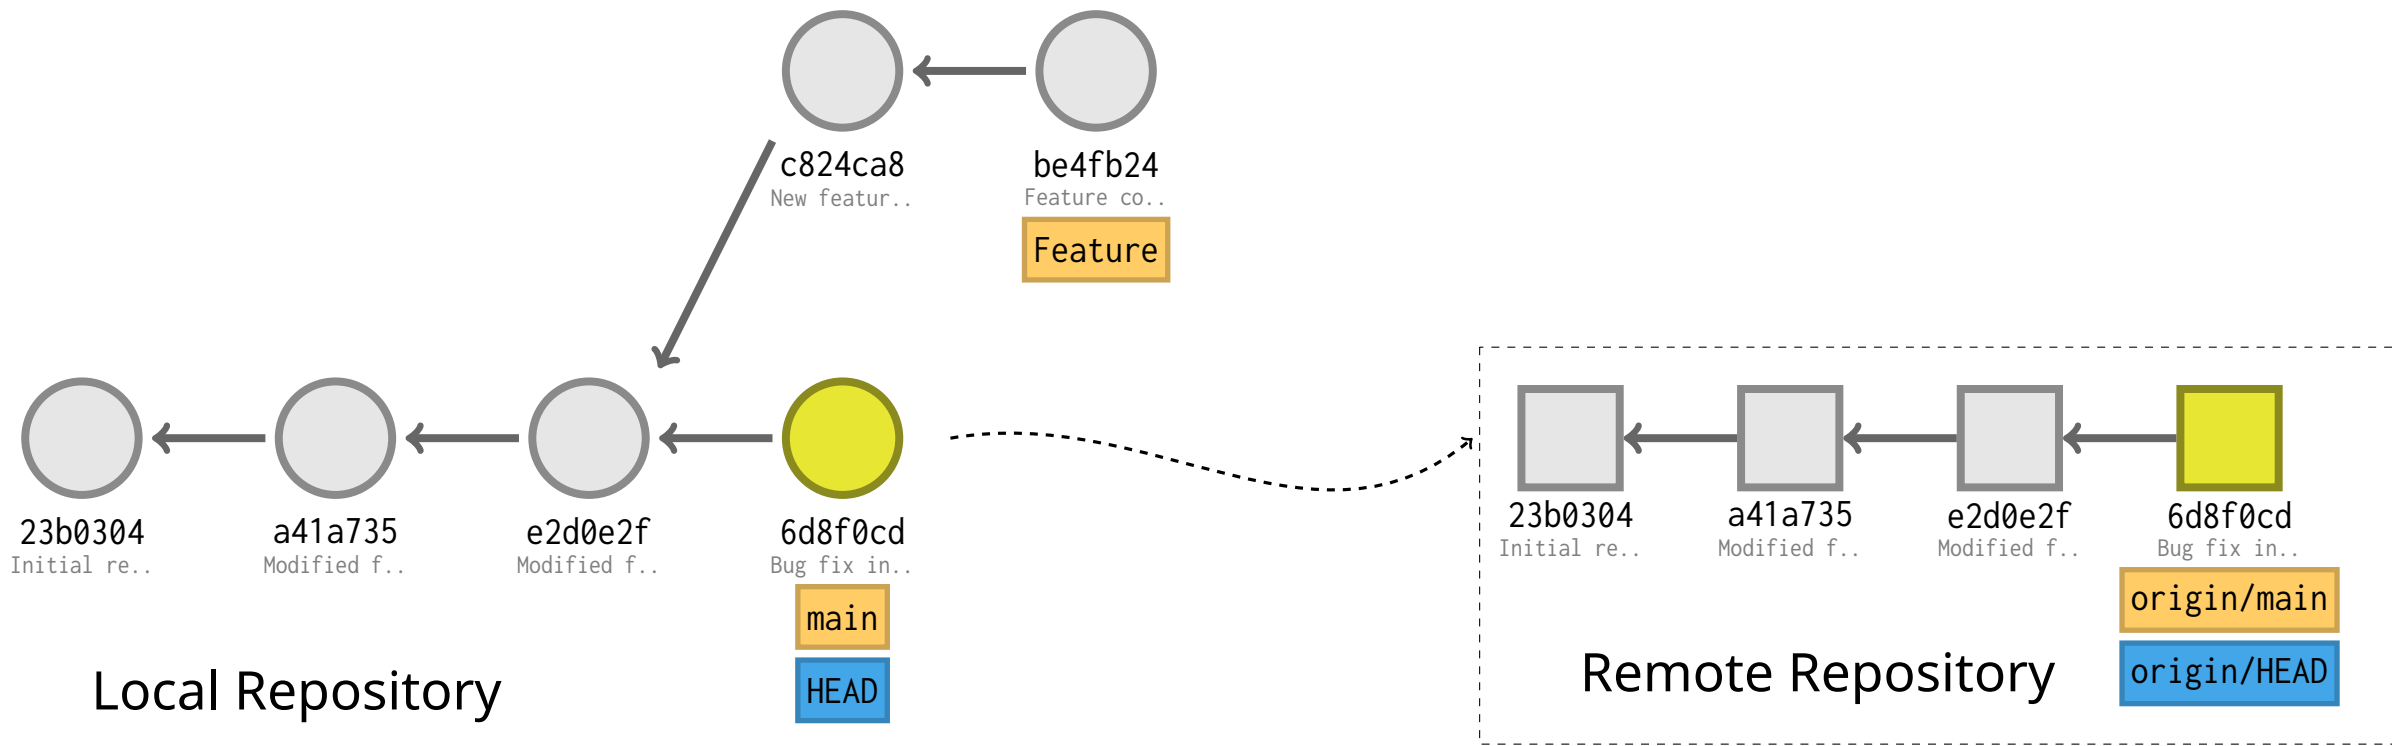 c824ca8
New featur..
be4fb24
Feature co..
Feature
23b0304
Initial re..
a41a735
Modified f..
e2d0e2f
Modified f..
6d8f0cd
Bug fix in..
main
HEAD
Local Repository
23b0304
Initial re..
a41a735
Modified f..
e2d0e2f
Modified f..
6d8f0cd
Bug fix in..
origin/main
origin/HEAD
Remote Repository